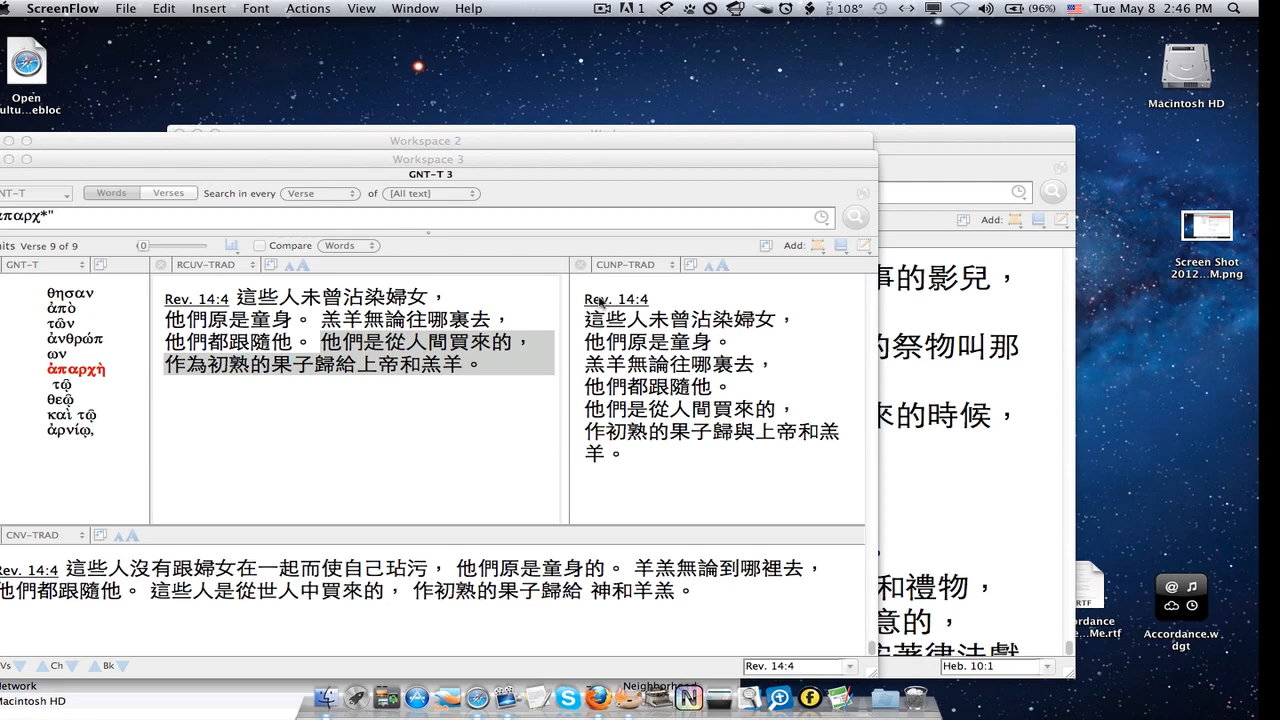 ScreenFlow File Edit Insert Font Actions View Window Help
1 108° (96%) Tue May 8 2:46 PM
Open
ultu...ebloc
Macintosh HD
Workspace 2
Workspace 3
GNT-T 3
NT-T Words Verses Search in every Verse of [All text]
απαρχ*"
Verse 9 of 9 0 Compare Words Add:
Add:
GNT-T RCUV-TRAD CUNP-TRAD
θησαν
ἀπὸ
τῶν
ἀνθρώπ
ων
ἀπαρχὴ
τῷ
θεῷ
καὶ τῷ
ἀρνίῳ,
Rev. 14:4 這些人未曾沾染婦女，
他們原是童身。 羔羊無論往哪裏去，
他們都跟隨他。 他們是從人間買來的，
作為初熟的果子歸給上帝和羔羊。
Rev. 14:4
這些人未曾沾染婦女，
他們原是童身。
羔羊無論往哪裏去，
他們都跟隨他。
他們是從人間買來的，
作初熟的果子歸與上帝和羔
羊。
事的影兒，
的祭物叫那
來的時候，
和禮物，
意的，
CNV-TRAD
Rev. 14:4 這些人沒有跟婦女在一起而使自己玷污， 他們原是童身的。 羊羔無論到哪裡去，
他們都跟隨他。 這些人是從世人中買來的， 作初熟的果子歸給 神和羊羔。
Vs Ch Bk Rev. 14:4
Heb. 10:1
Screen Shot
2012...M.png
RTF
ordance
...Me.rtf
Accordance.w
dgt
etwork
Macintosh HD
Neighborho